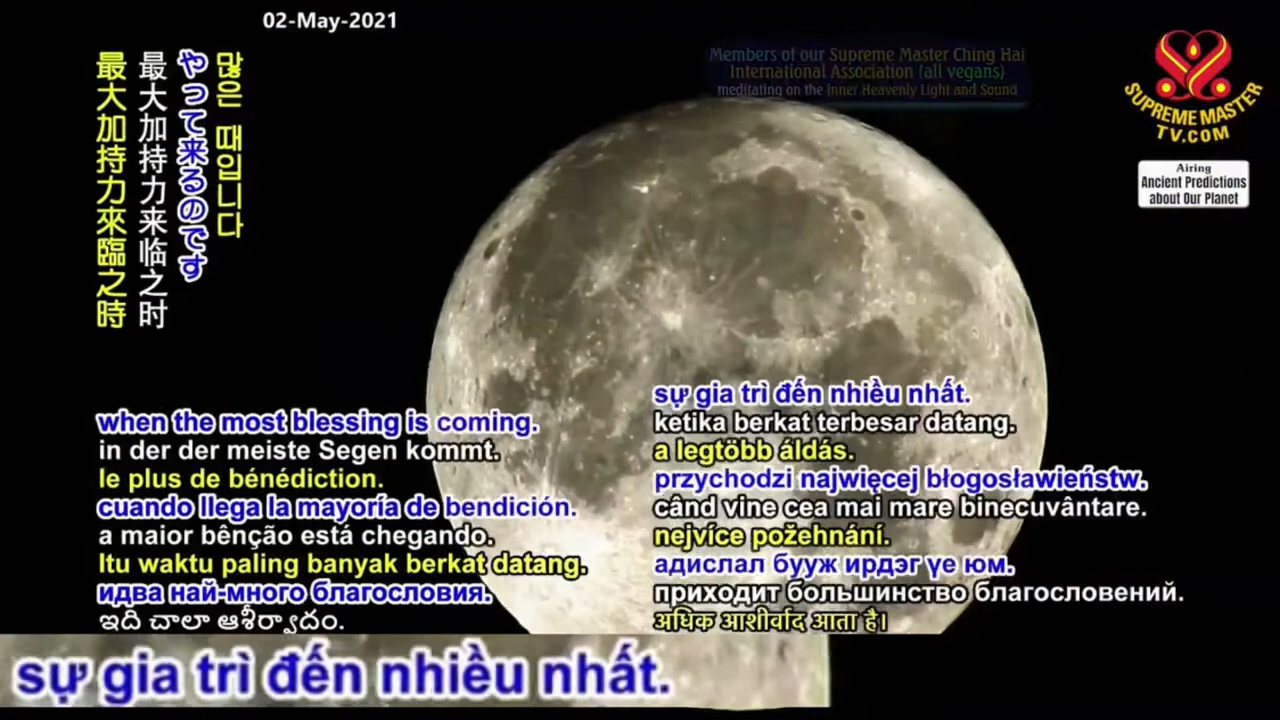 02-May-2021
Members of our Supreme Master Ching Hai
International Association (all vegans)
meditating on the inner Heavenly Light and Sound
SUPREME MASTER
TV.COM
Airing
Ancient Predictions
about Our Planet
많은 때입니다
やって来るのです
最大加持力来临之时
最大加持力來臨之時
when the most blessing is coming.
in der der meiste Segen kommt.
le plus de bénédiction.
cuando llega la mayoría de bendición.
a maior bênção está chegando.
Itu waktu paling banyak berkat datang.
идва най-много благословия.
ఇది చాలా ఆశీర్వాదం.
sự gia trì đến nhiều nhất.
ketika berkat terbesar datang.
a legtöbb áldás.
przychodzi najwięcej błogosławieństw.
când vine cea mai mare binecuvântare.
nejvíce požehnání.
адислал бууж ирдэг үе юм.
приходит большинство благословений.
अधिक आशीर्वाद आता है।
sự gia trì đến nhiều nhất.